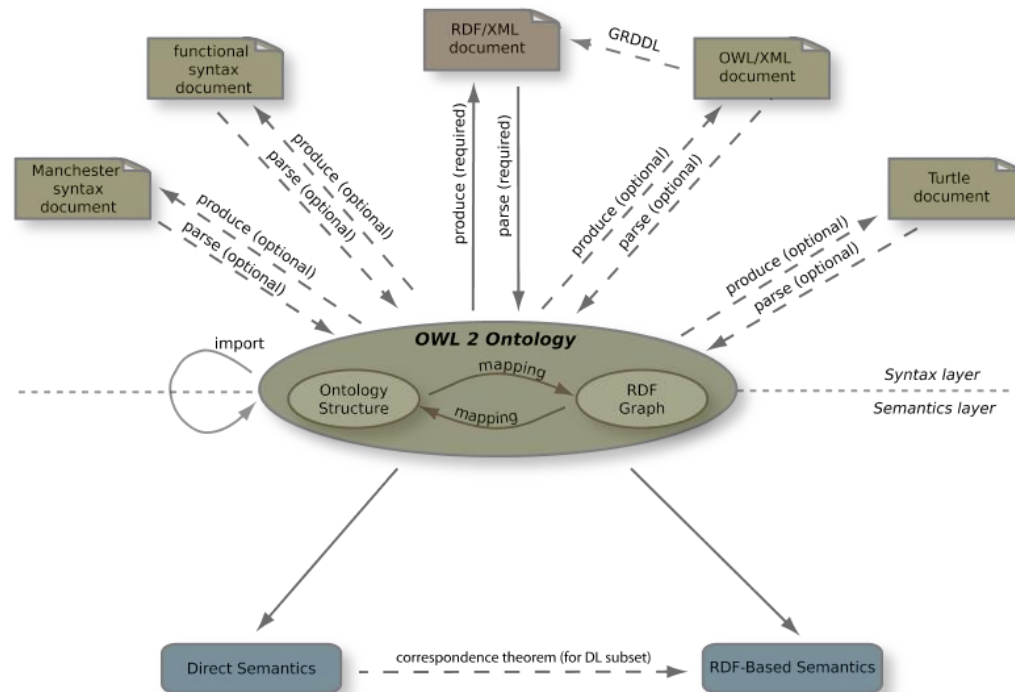 RDF/XML
document
GRDDL
functional
syntax
document
OWL/XML
document
Manchester
syntax
document
Turtle
document
produce (optional)
parse (optional)
produce (optional)
parse (optional)
produce (required)
parse (required)
produce (optional)
parse (optional)
produce (optional)
parse (optional)
import
OWL 2 Ontology
mapping
Ontology
Structure
RDF
Graph
mapping
Syntax layer
Semantics layer
Direct Semantics
correspondence theorem (for DL subset)
RDF-Based Semantics